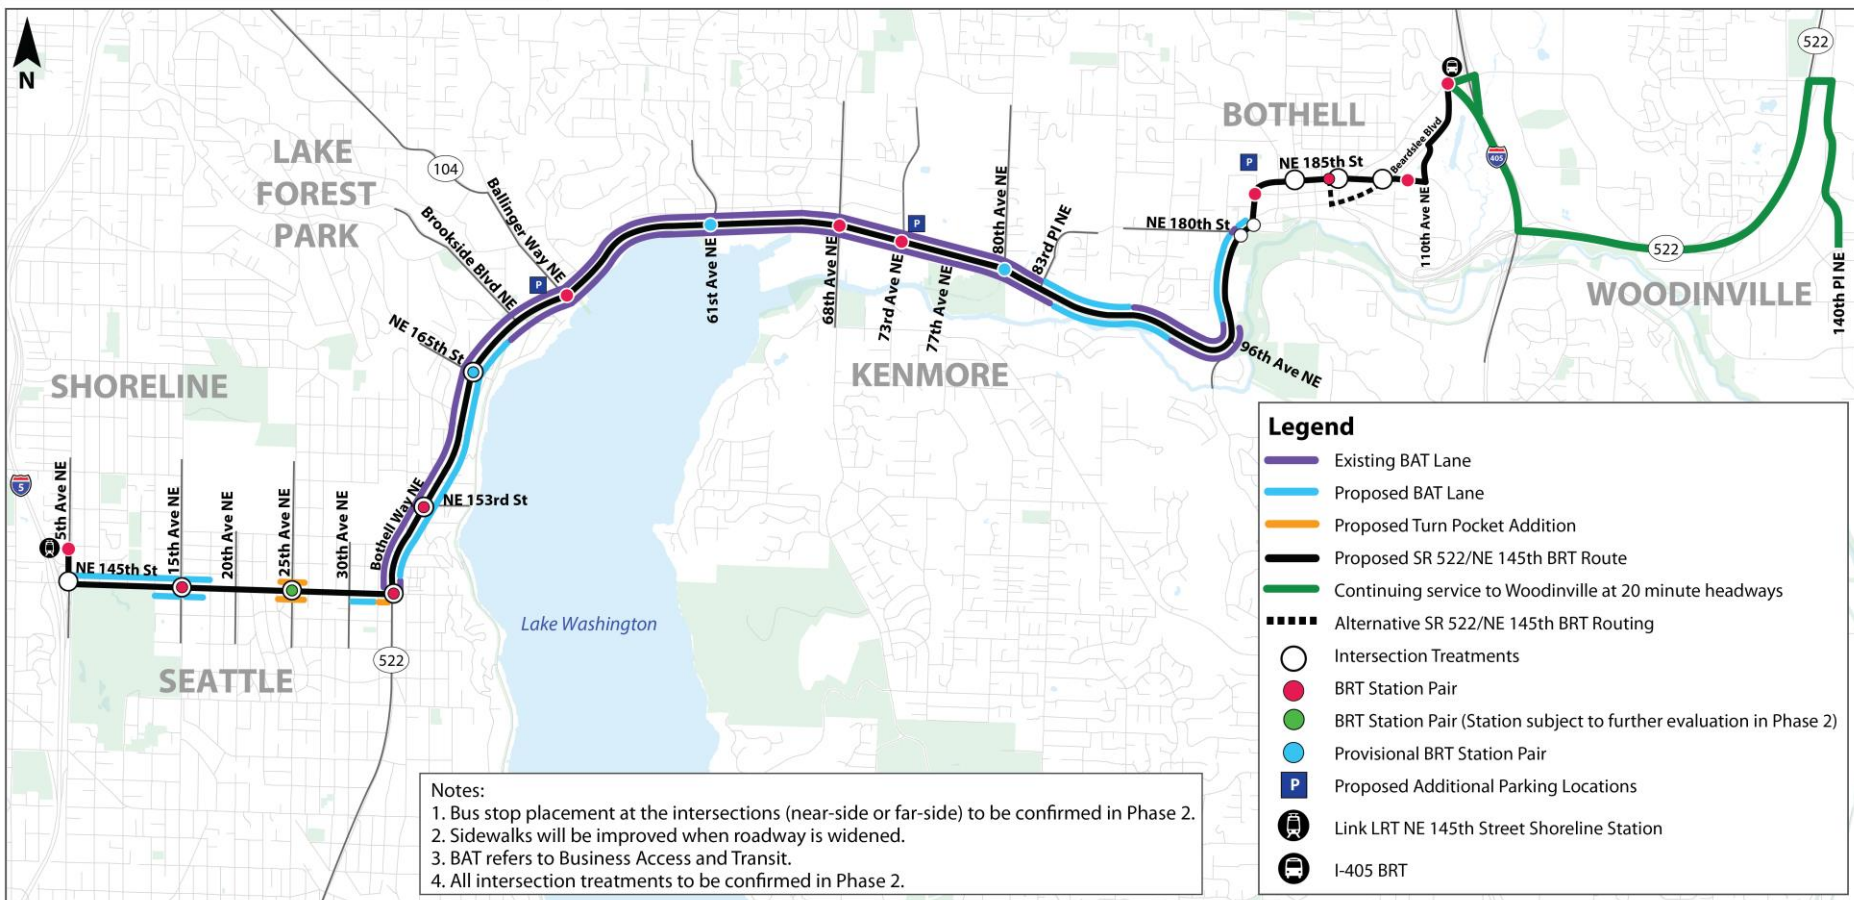 N
LAKE
FOREST
PARK
104
Ballinger Way NE
Brookside Blvd NE
P
NE 165th St
SHORELINE
5
5th Ave NE
NE 145th St
15th Ave NE
20th Ave NE
25th Ave NE
30th Ave NE
Bothell Way NE
NE 153rd St
SEATTLE
522
Lake Washington
61st Ave NE
68th Ave NE
73rd Ave NE
P
77th Ave NE
80th Ave NE
83rd Pl NE
KENMORE
96th Ave NE
NE 180th St
P
BOTHELL
NE 185th St
Beardslee Blvd
110th Ave NE
405
522
WOODINVILLE
522
140th Pl NE
Legend
Existing BAT Lane
Proposed BAT Lane
Proposed Turn Pocket Addition
Proposed SR 522/NE 145th BRT Route
Continuing service to Woodinville at 20 minute headways
Alternative SR 522/NE 145th BRT Routing
Intersection Treatments
BRT Station Pair
BRT Station Pair (Station subject to further evaluation in Phase 2)
Provisional BRT Station Pair
P Proposed Additional Parking Locations
Link LRT NE 145th Street Shoreline Station
I-405 BRT
Notes:
1. Bus stop placement at the intersections (near-side or far-side) to be confirmed in Phase 2.
2. Sidewalks will be improved when roadway is widened.
3. BAT refers to Business Access and Transit.
4. All intersection treatments to be confirmed in Phase 2.